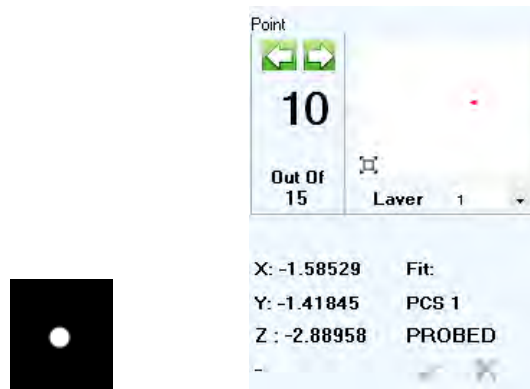 Point
10
Out Of
15
Layer 1
X: -1.58529 Fit:
Y: -1.41845 PCS 1
Z : -2.88958 PROBED
-